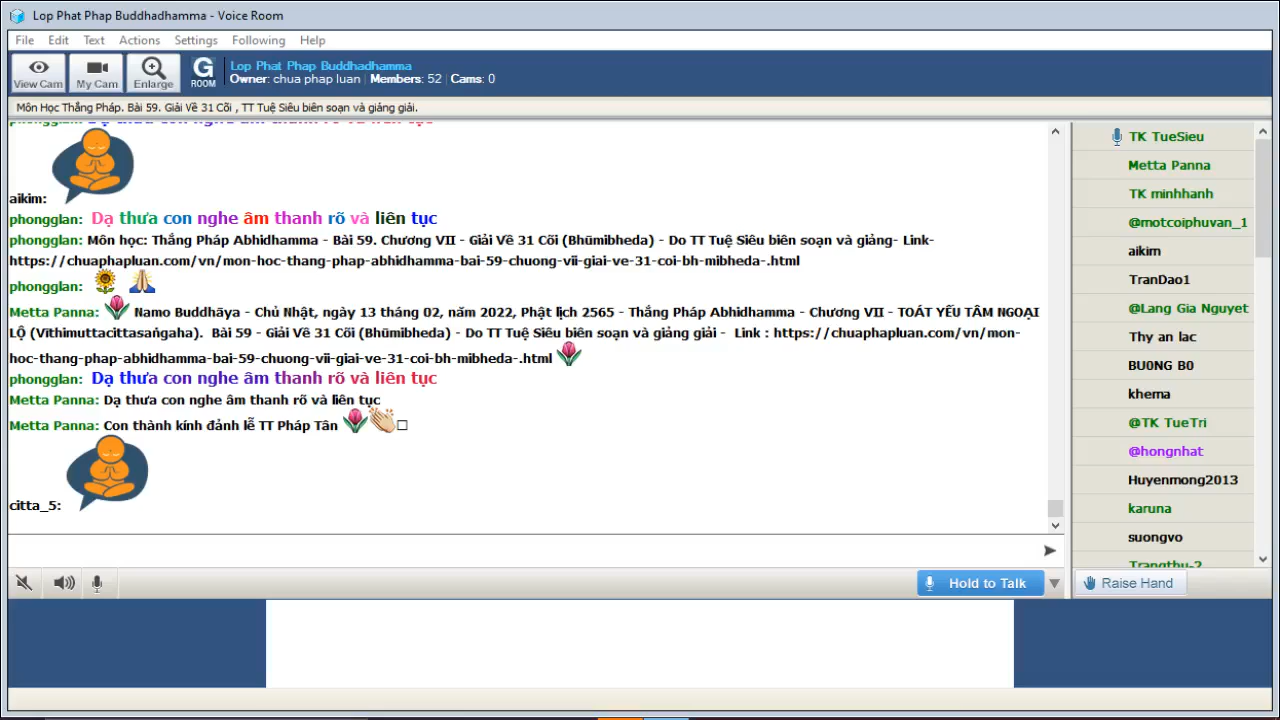 Lop Phat Phap Buddhadhamma - Voice Room
File Edit Text Actions Settings Following Help
View Cam My Cam Enlarge G ROOM
Lop Phat Phap Buddhadhamma
Owner: chua phap luan | Members: 52 | Cams: 0
Môn Học Thắng Pháp. Bài 59. Giải Về 31 Cõi , TT Tuệ Siêu biên soạn và giảng giải.
aikim:
phongglan: Dạ thưa con nghe âm thanh rõ và liên tục
phongglan: Môn học: Thắng Pháp Abhidhamma - Bài 59. Chương VII - Giải Về 31 Cõi (Bhūmibheda) - Do TT Tuệ Siêu biên soạn và giảng- Link-
https://chuaphapluan.com/vn/mon-học-thang-phap-abhidhamma-bai-59-chuong-vii-giai-ve-31-coi-bh-mibheda-.html
phongglan:
Metta Panna: Namo Buddhāya - Chủ Nhật, ngày 13 tháng 02, năm 2022, Phật lịch 2565 - Thắng Pháp Abhidhamma - Chương VII - TOÁT YẾU TÂM NGOẠI
LỘ (Vīthimuttacittasaṅgaha). Bài 59 - Giải Về 31 Cõi (Bhūmibheda) - Do TT Tuệ Siêu biên soạn và giảng giải - Link : https://chuaphapluan.com/vn/mon-
hoc-thang-phap-abhidhamma-bai-59-chuong-vii-giai-ve-31-coi-bh-mibheda-.html
phongglan: Dạ thưa con nghe âm thanh rõ và liên tục
Metta Panna: Dạ thưa con nghe âm thanh rõ và liên tục
Metta Panna: Con thành kính đảnh lễ TT Pháp Tân
citta_5:
TK TueSieu
Metta Panna
TK minhhanh
@motcoiphuvan_1
aikim
TranDao1
@Lang Gia Nguyet
Thy an lac
BU0NG B0
khema
@TK TueTri
@hongnhat
Huyenmong2013
karuna
suongvo
Trangthu-2
Hold to Talk
Raise Hand